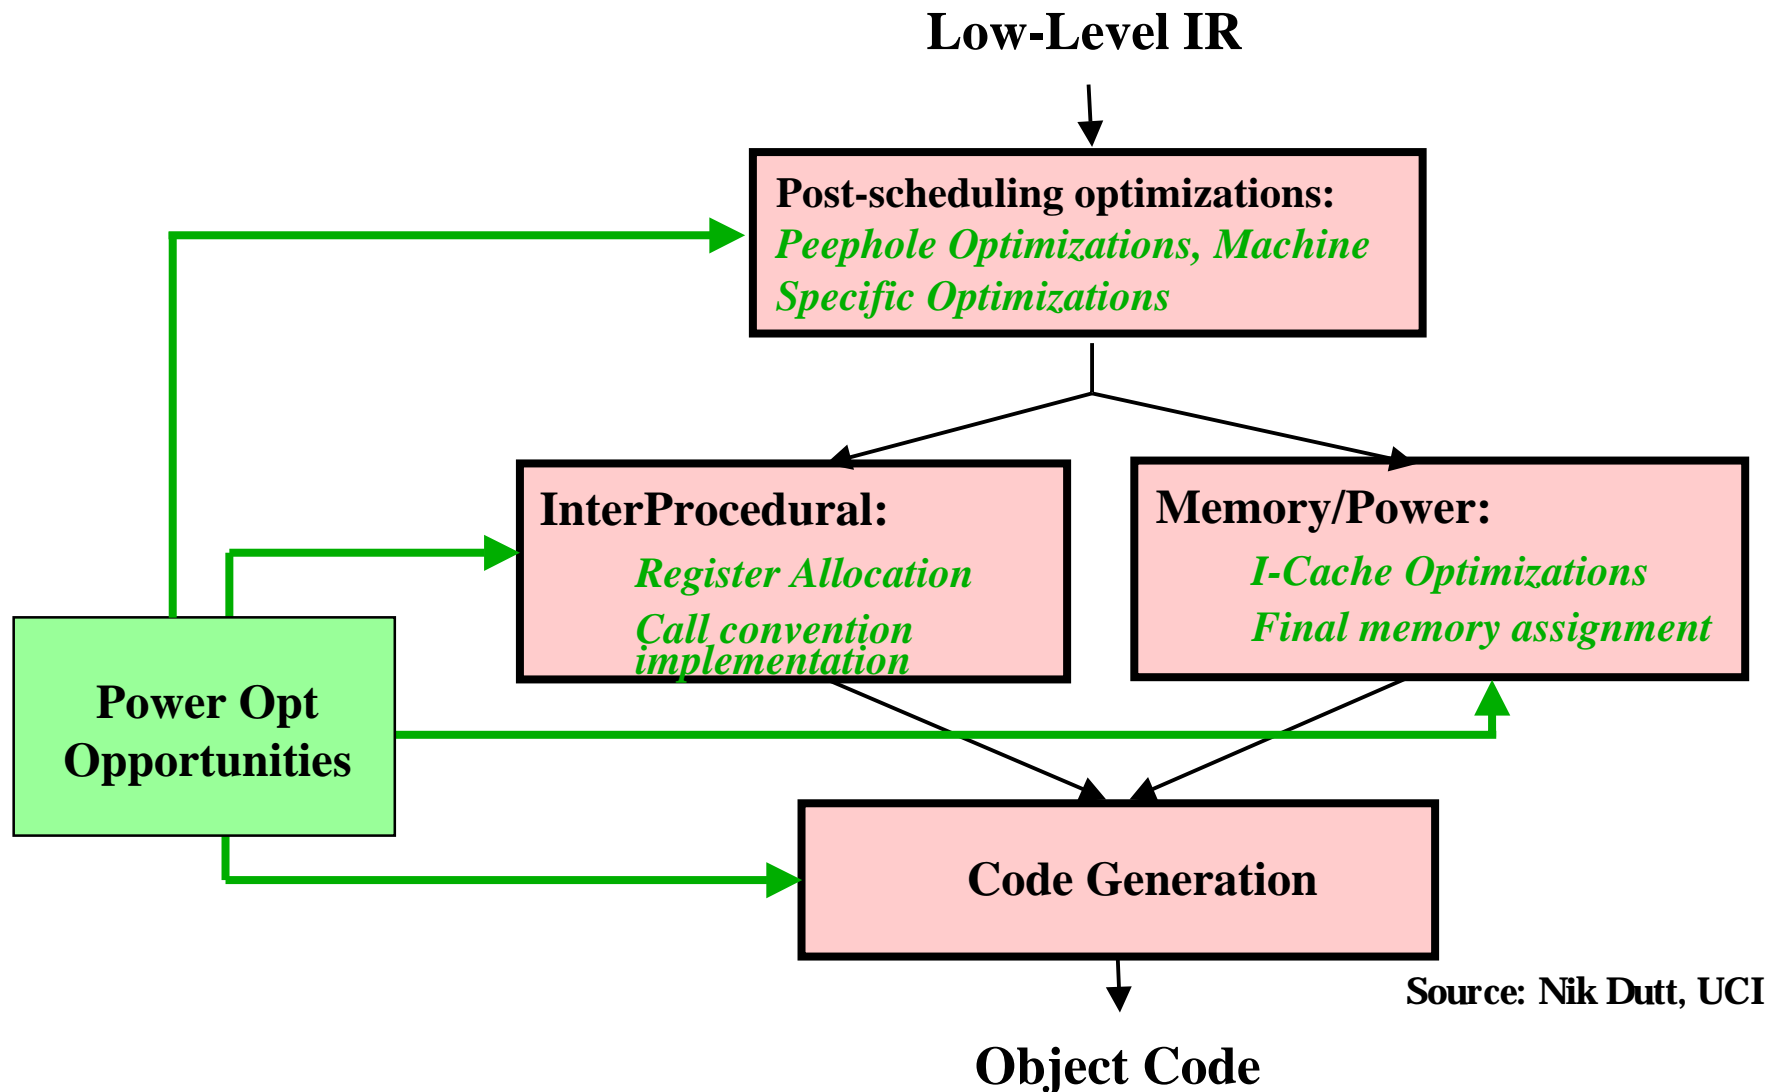 Low-Level IR
Post-scheduling optimizations:
Peephole Optimizations, Machine
Specific Optimizations
InterProcedural:
Register Allocation
Call convention
implementation
Memory/Power:
I-Cache Optimizations
Final memory assignment
Power Opt
Opportunities
Code Generation
Source: Nik Dutt, UCI
Object Code